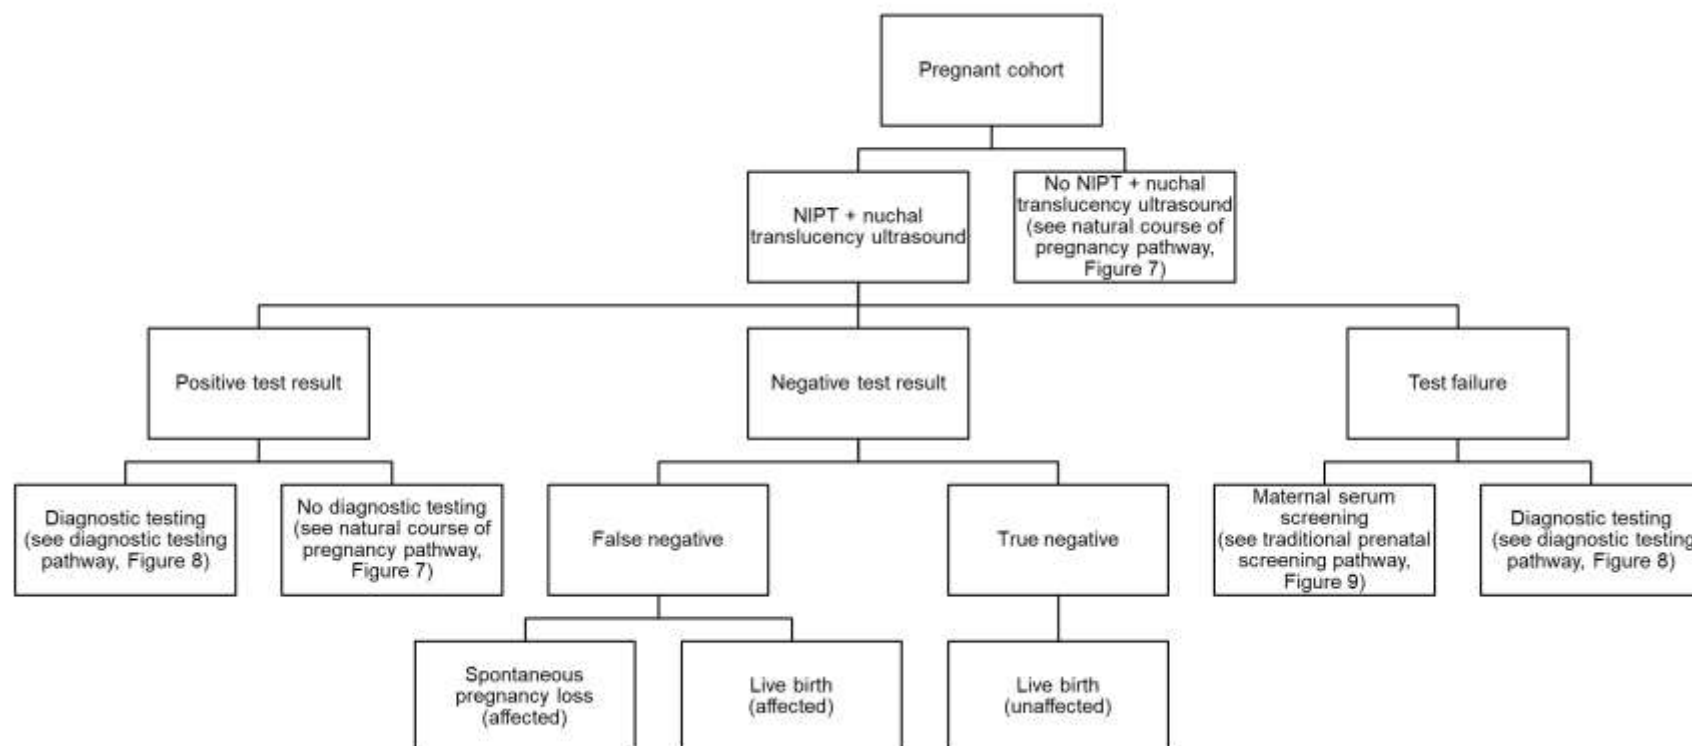 Pregnant cohort
NIPT + nuchal
translucency ultrasound
No NIPT + nuchal
translucency ultrasound
(see natural course of
pregnancy pathway,
Figure 7)
Positive test result
Negative test result
Test failure
Diagnostic testing
(see diagnostic testing
pathway, Figure 8)
No diagnostic testing
(see natural course of
pregnancy pathway,
Figure 7)
False negative
True negative
Maternal serum
screening
(see traditional prenatal
screening pathway,
Figure 9)
Diagnostic testing
(see diagnostic testing
pathway, Figure 8)
Spontaneous
pregnancy loss
(affected)
Live birth
(affected)
Live birth
(unaffected)